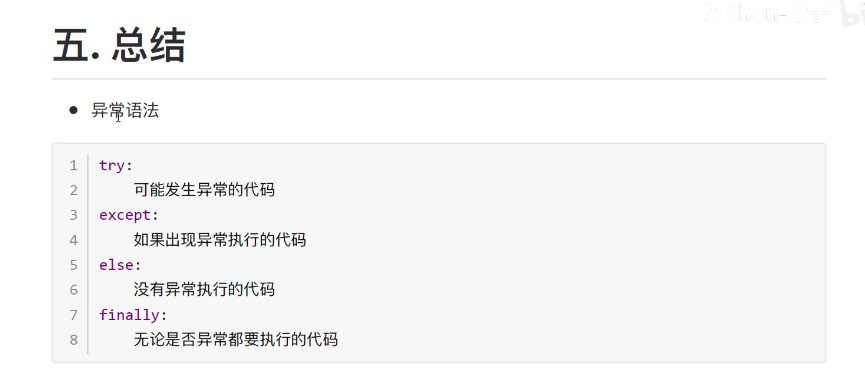 五. 总结
异常语法
1 try:
2 可能发生异常的代码
3 except:
4 如果出现异常执行的代码
5 else:
6 没有异常执行的代码
7 finally:
8 无论是否异常都要执行的代码